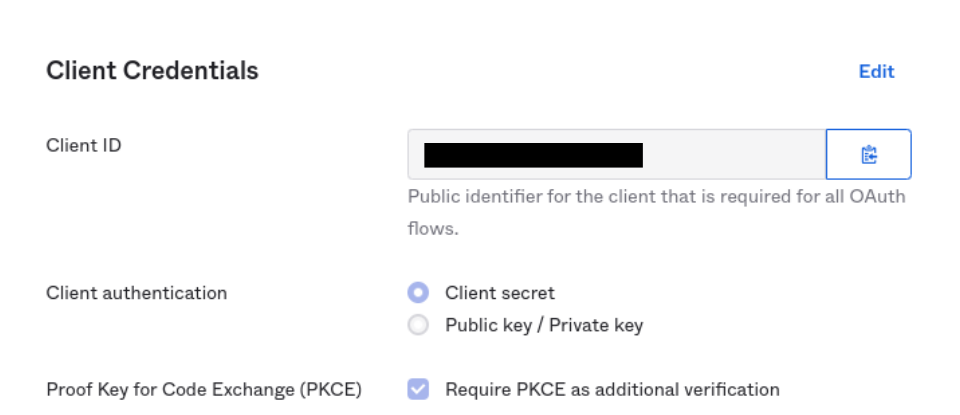 Client Credentials
Edit
Client ID
Public identifier for the client that is required for all OAuth
flows.
Client authentication
Client secret
Public key / Private key
Proof Key for Code Exchange (PKCE)
Require PKCE as additional verification